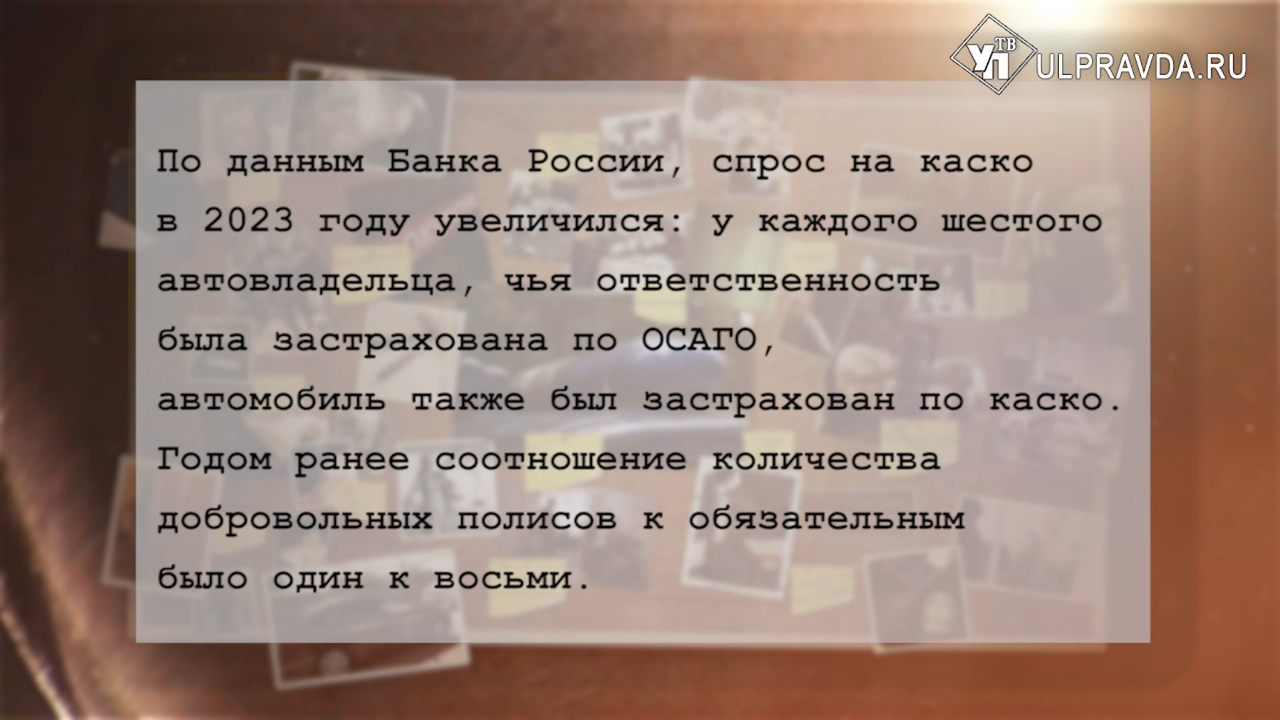 УП ТВ ULPRAVDA.RU
По данным Банка России, спрос на каско
в 2023 году увеличился: у каждого шестого
автовладельца, чья ответственность
была застрахована по ОСАГО,
автомобиль также был застрахован по каско.
Годом ранее соотношение количества
добровольных полисов к обязательным
было один к восьми.